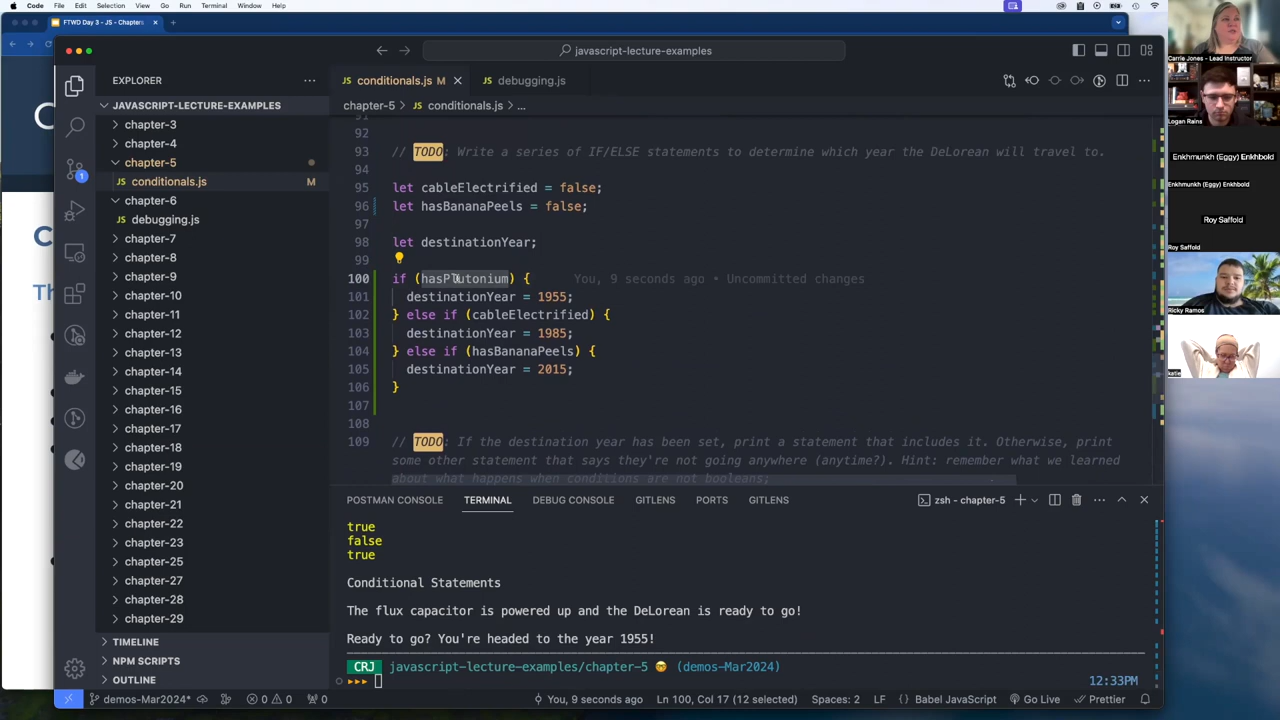 Code File Edit Selection View Go Run Terminal Window Help
FTWD Day 3 - JS - Chapters
javascript-lecture-examples
EXPLORER
JAVASCRIPT-LECTURE-EXAMPLES
chapter-3
chapter-4
chapter-5
conditionals.js M
chapter-6
debugging.js
chapter-7
chapter-8
chapter-9
chapter-10
chapter-11
chapter-12
chapter-13
chapter-14
chapter-15
chapter-16
chapter-17
chapter-18
chapter-19
chapter-20
chapter-21
chapter-22
chapter-23
chapter-25
chapter-27
chapter-28
chapter-29
TIMELINE
NPM SCRIPTS
OUTLINE
conditionals.js M debugging.js
chapter-5 > conditionals.js > ...
91
92
93 // TODO: Write a series of IF/ELSE statements to determine which year the DeLorean will travel to.
94
95 let cableElectrified = false;
96 let hasBananaPeels = false;
97
98 let destinationYear;
99
100 if (hasPlutonium) { You, 9 seconds ago • Uncommitted changes
101 destinationYear = 1955;
102 } else if (cableElectrified) {
103 destinationYear = 1985;
104 } else if (hasBananaPeels) {
105 destinationYear = 2015;
106 }
107
108
109 // TODO: If the destination year has been set, print a statement that includes it. Otherwise, print
some other statement that says they're not going anywhere (anytime?). Hint: remember what we learned
about what happens when conditions are not booleans;
POSTMAN CONSOLE TERMINAL DEBUG CONSOLE GITLENS PORTS GITLENS
zsh - chapter-5
true
false
true
Conditional Statements
The flux capacitor is powered up and the DeLorean is ready to go!
Ready to go? You're headed to the year 1955!
CRJ javascript-lecture-examples/chapter-5 🤯 (demos-Mar2024)
▸▸▸ 12:33PM
demos-Mar2024* 0 0 0 You, 9 seconds ago Ln 100, Col 17 (12 selected) Spaces: 2 UTF-8 LF {} Babel JavaScript Go Live Prettier
Carrie Jones - Lead Instructor
Logan Rains
Enkhmunkh (Eggy) Enkhbold
Enkhmunkh (Eggy) Enkhbold
Roy Saffold
Roy Saffold
Ricky Ramos
katie